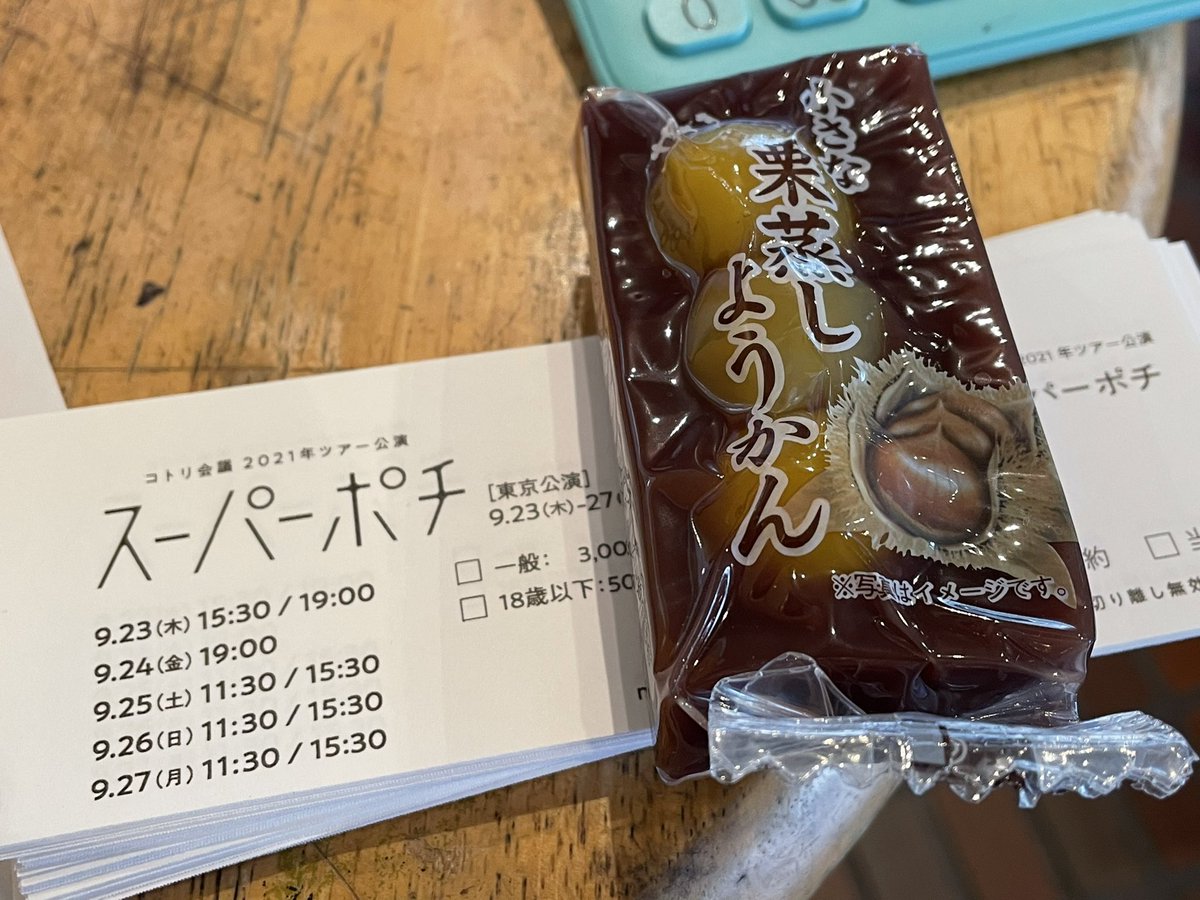 コトリ会議 2021年ツアー公演
スーパーポチ
9.23(木) 15:30 / 19:00
9.24(金) 19:00
9.25(土) 11:30 / 15:30
9.26(日) 11:30 / 15:30
9.27(月) 11:30 / 15:30
[東京公演]
9.23(木)-27
一般: 3,00
18歳以下:50
栗蒸し
ようかん
※写真はイメージです。
2021年ツアー公演
パーポチ
約 □当
切り離し無効
0